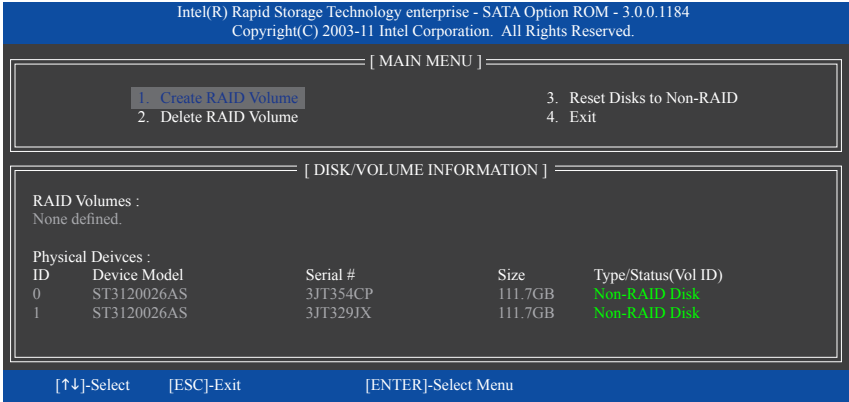 Intel(R) Rapid Storage Technology enterprise - SATA Option ROM - 3.0.0.1184
Copyright(C) 2003-11 Intel Corporation. All Rights Reserved.
[ MAIN MENU ]
1. Create RAID Volume 3. Reset Disks to Non-RAID
2. Delete RAID Volume 4. Exit
[ DISK/VOLUME INFORMATION ]
RAID Volumes :
None defined.
Physical Deivces :
ID Device Model Serial # Size Type/Status(Vol ID)
0 ST3120026AS 3JT354CP 111.7GB Non-RAID Disk
1 ST3120026AS 3JT329JX 111.7GB Non-RAID Disk
[↑↓]-Select [ESC]-Exit [ENTER]-Select Menu